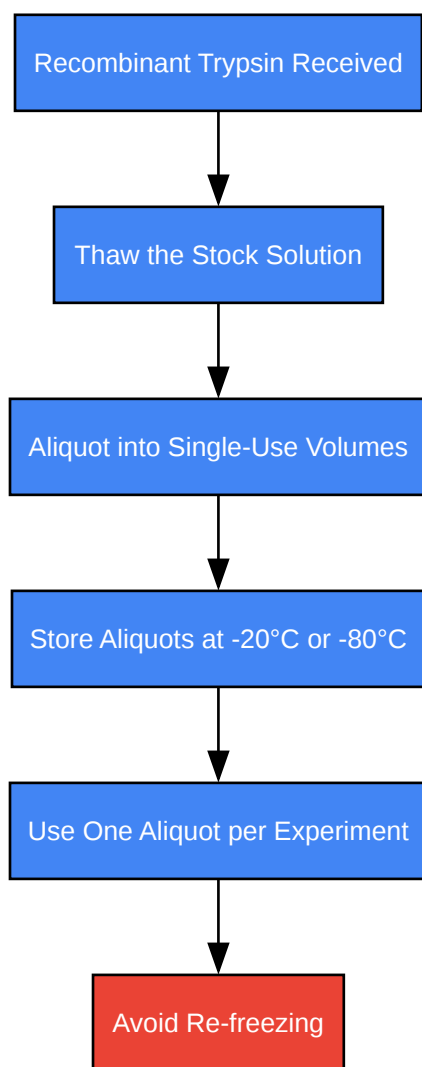 Recombinant Trypsin Received
Thaw the Stock Solution
Aliquot into Single-Use Volumes
Store Aliquots at -20°C or -80°C
Use One Aliquot per Experiment
Avoid Re-freezing